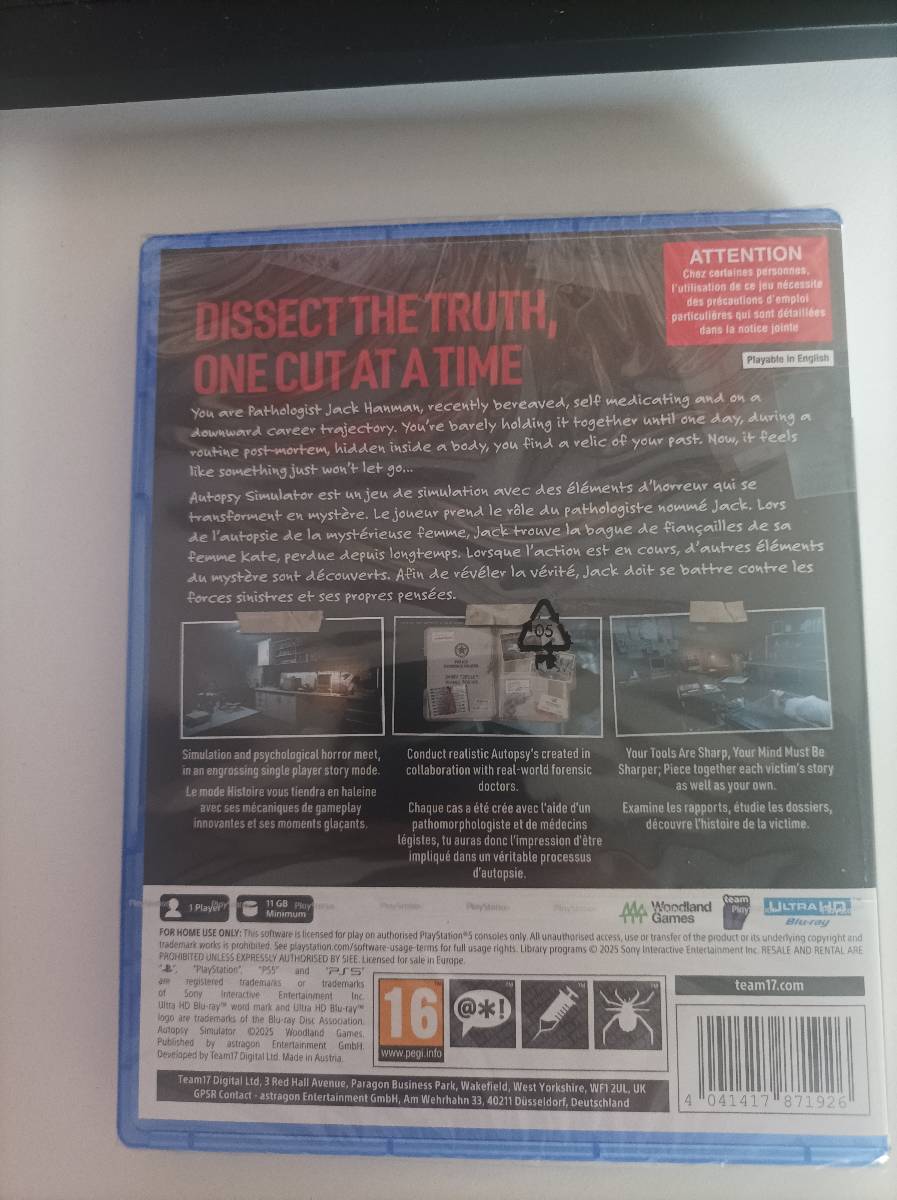 DISSECT THE TRUTH,
ONE CUT AT A TIME
ATTENTION
Chez certaines personnes,
l'utilisation de ce jeu nécessite
des précautions d'emploi
particulières qui sont détaillées
dans la notice jointe
Playable in English
You are Pathologist Jack Hanman, recently bereaved, self medicating and on a
downward career trajectory. You're barely holding it together until one day, during a
routine post-mortem, hidden inside a body, you find a relic of your past. Now, it feels
like something just won't let go...
Autopsy Simulator est un jeu de simulation avec des éléments d'horreur qui se
transforment en mystère. Le joueur prend le rôle du pathologiste nommé Jack. Lors
de l'autopsie de la mystérieuse femme, Jack trouve la bague de fiançailles de sa
femme Kate, perdue depuis longtemps. Lorsque l'action est en cours, d'autres éléments
du mystère sont découverts. Afin de révéler la vérité, Jack doit se battre contre les
forces sinistres et ses propres pensées.
05
POLICE
Simulation and psychological horror meet,
in an engrossing single player story mode.
Le mode Histoire vous tiendra en haleine
avec ses mécaniques de gameplay
innovantes et ses moments glaçants.
Conduct realistic Autopsy's created in
collaboration with real-world forensic
doctors.
Chaque cas a été crée avec l'aide d'un
pathomorphologiste et de médecins
légistes, tu auras donc l'impression d'être
impliqué dans un véritable processus
d'autopsie.
Your Tools Are Sharp, Your Mind Must Be
Sharper; Piece together each victim's story
as well as your own.
Examine les rapports, étudie les dossiers,
découvre l'histoire de la victime.
1 Player
11 GB
Minimum
PlayStation PlayStation PlayStation PlayStation
Woodland
Games
team
Play
ULTRA HD
Blu-ray
FOR HOME USE ONLY: This software is licensed for play on authorised PlayStation®5 consoles only. All unauthorised access, use or transfer of the product or its underlying copyright and
trademark works is prohibited. See playstation.com/software-usage-terms for full usage rights. Library programs © 2025 Sony Interactive Entertainment Inc. RESALE AND RENTAL ARE
PROHIBITED UNLESS EXPRESSLY AUTHORISED BY SIEE. Licensed for sale in Europe.
"PlayStation", "PS5" and "PS5"
are registered trademarks or trademarks
of Sony Interactive Entertainment Inc.
Ultra HD Blu-ray™ word mark and Ultra HD Blu-ray™
logo are trademarks of the Blu-ray Disc Association.
Autopsy Simulator ©2025 Woodland Games.
Published by astragon Entertainment GmbH.
Developed by Team17 Digital Ltd. Made in Austria.
16
www.pegi.info
@*!
team17.com
Team17 Digital Ltd, 3 Red Hall Avenue, Paragon Business Park, Wakefield, West Yorkshire, WF1 2UL, UK
GPSR Contact - astragon Entertainment GmbH, Am Wehrhahn 33, 40211 Düsseldorf, Deutschland
4 041417 871926